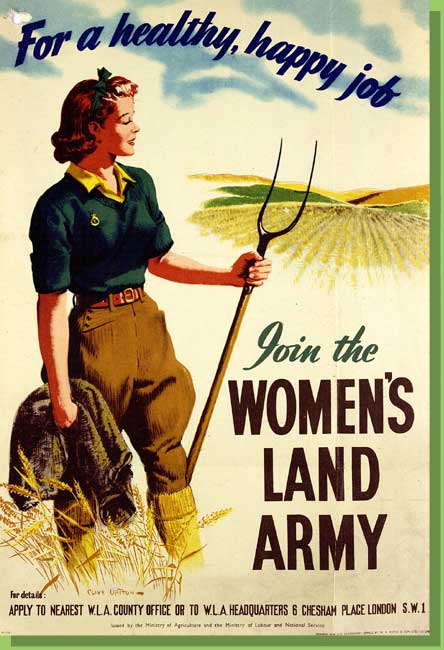 For a healthy, happy job
Join the
WOMEN'S
LAND
ARMY
CLIVE UPTON
For details:
APPLY TO NEAREST W.L.A. COUNTY OFFICE OR TO W.L.A. HEADQUARTERS 6 CHESHAM PLACE LONDON S.W.1
Issued by the Ministry of Agriculture and the Ministry of Labour and National Service